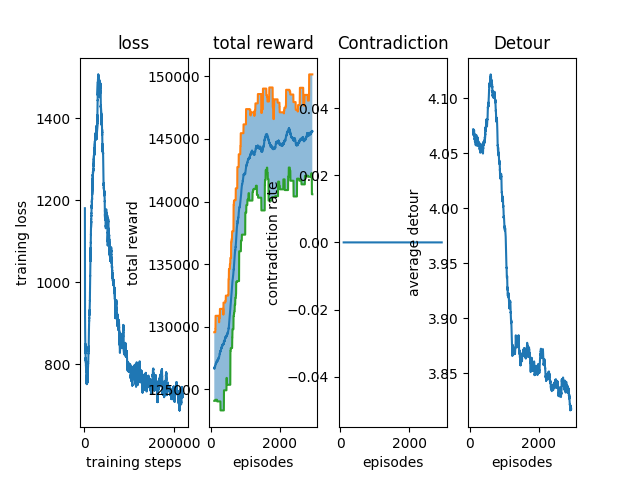 loss
total reward
Contradiction
Detour
training loss
1400
1200
1000
800
0
200000
training steps
total reward
150000
145000
140000
135000
130000
125000
0
2000
episodes
contradiction rate
0.04
0.02
0.00
−0.02
−0.04
0
2000
episodes
average detour
4.10
4.05
4.00
3.95
3.90
3.85
0
2000
episodes